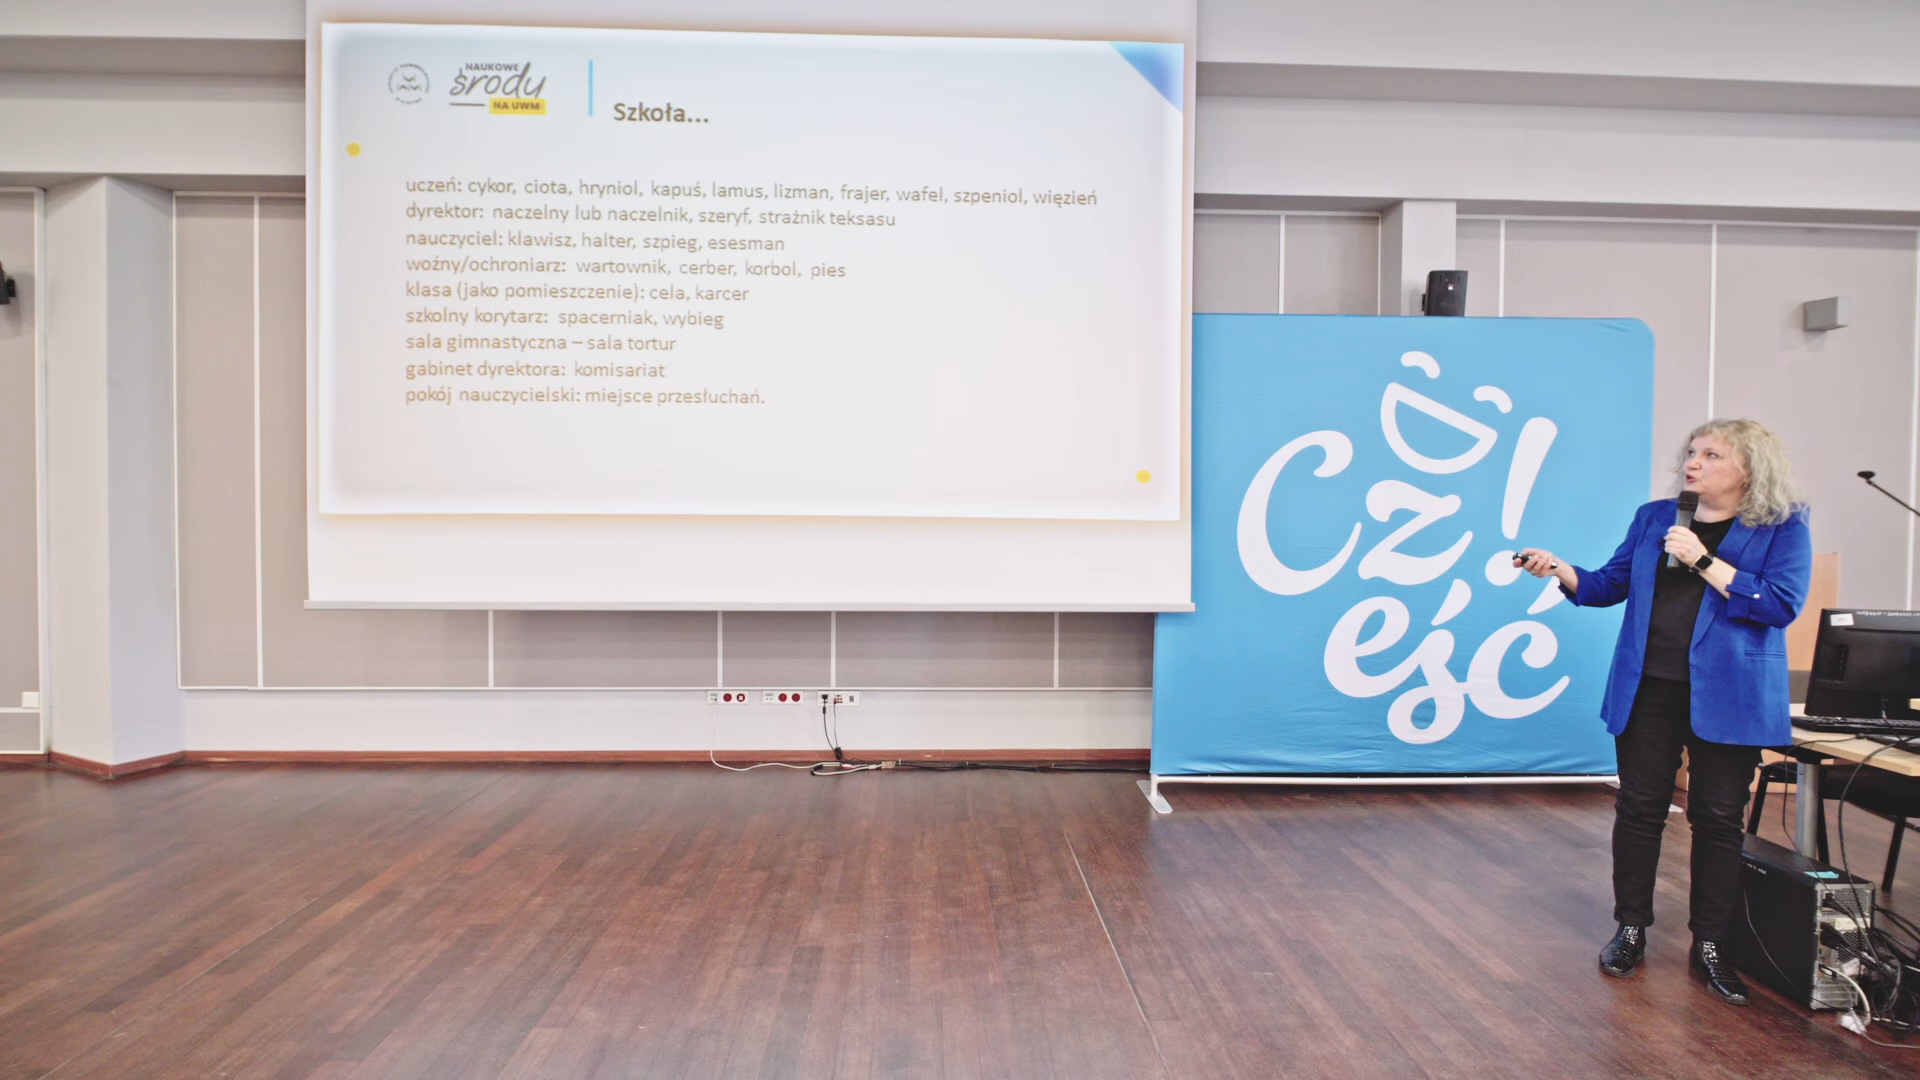 NAUKOWE
środy
NA UWM
Szkoła...
uczeń: cykor, ciota, hryniol, kapuś, lamus, lizman, frajer, wafel, szpeniol, więzień
dyrektor: naczelny lub naczelnik, szeryf, strażnik teksasu
nauczyciel: klawisz, halter, szpieg, esesman
woźny/ochroniarz: wartownik, cerber, korbol, pies
klasa (jako pomieszczenie): cela, karcer
szkolny korytarz: spacerniak, wybieg
sala gimnastyczna – sala tortur
gabinet dyrektora: komisariat
pokój nauczycielski: miejsce przesłuchań.
Cz!
eść